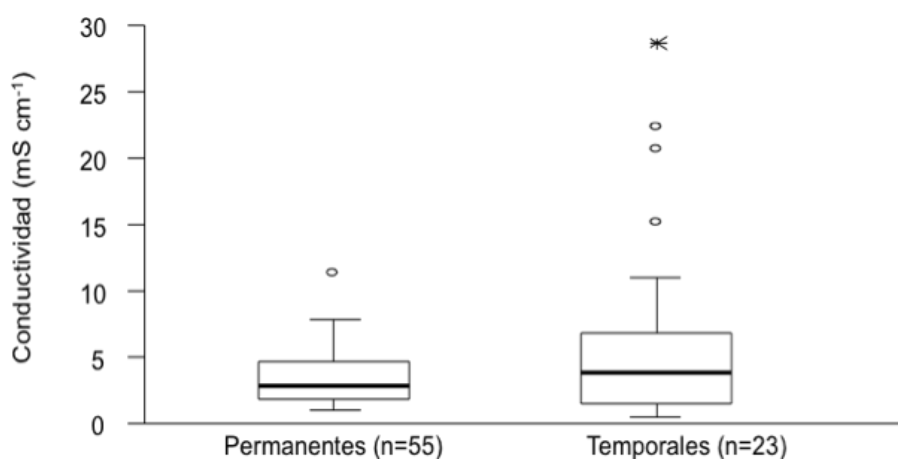 Conductividad (mS cm⁻¹)
30
25
20
15
10
5
0
Permanentes (n=55)
Temporales (n=23)